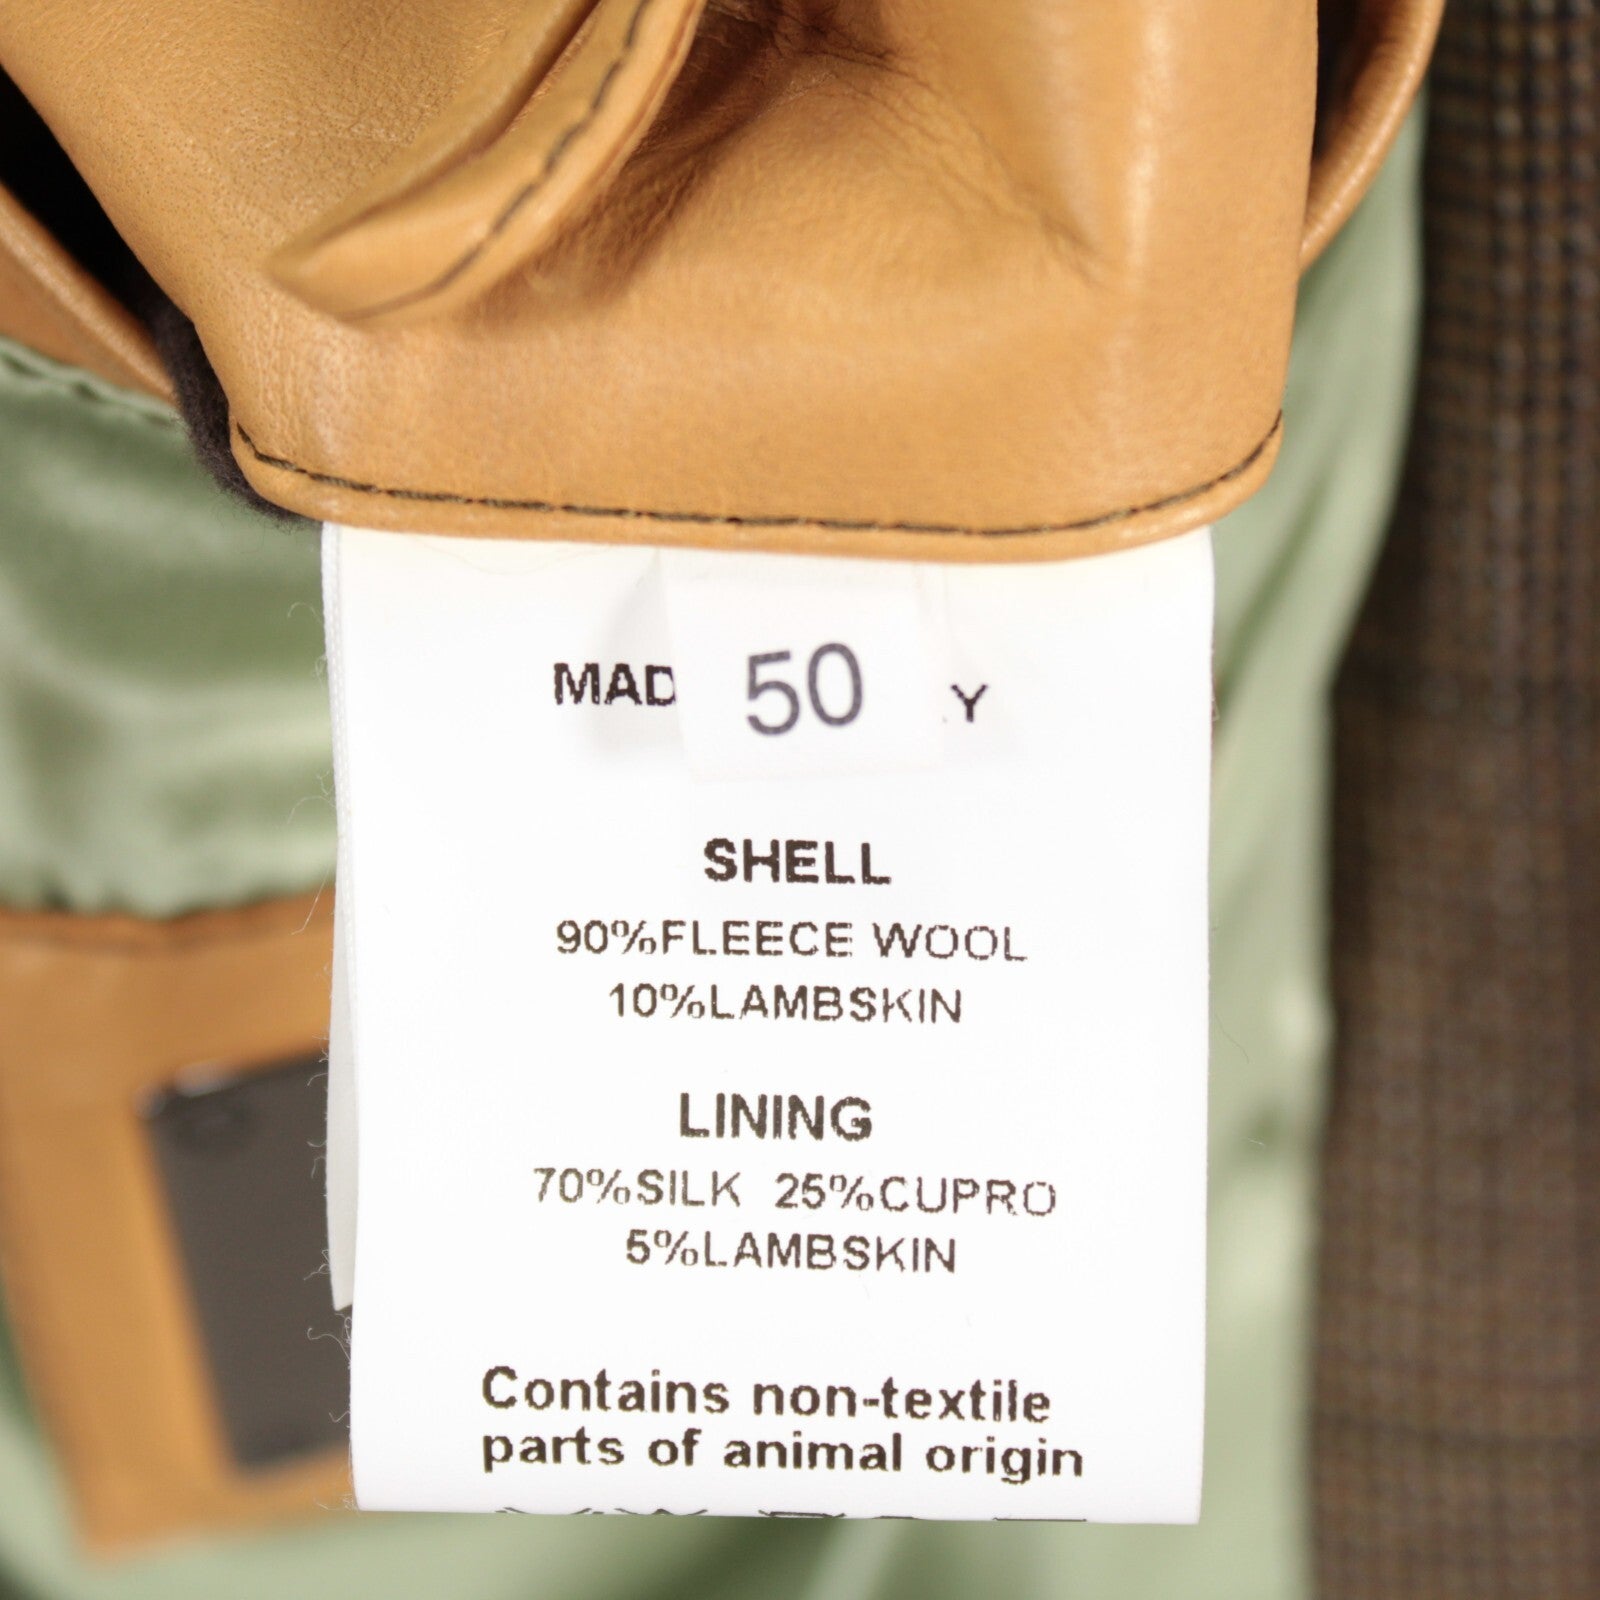 50
SHELL
90%FLEECE WOOL
10%LAMBSKIN
LINING
70%SILK 25%CUPRO
5%LAMBSKIN
Contains non-textile
parts of animal origin